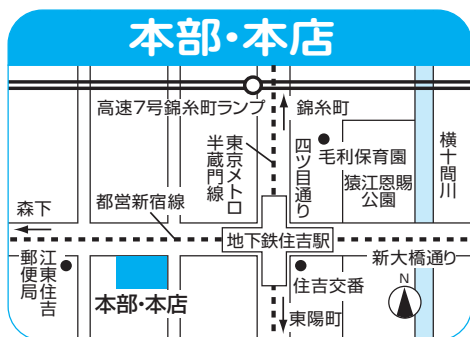 本部・本店
高速7号錦糸町ランプ
錦糸町
東京メトロ
半蔵門線
四ツ目通り
毛利保育園
猿江恩賜
公園
横十間川
森下
都営新宿線
地下鉄住吉駅
新大橋通り
江東住吉
郵便局
本部・本店
住吉交番
東陽町
N